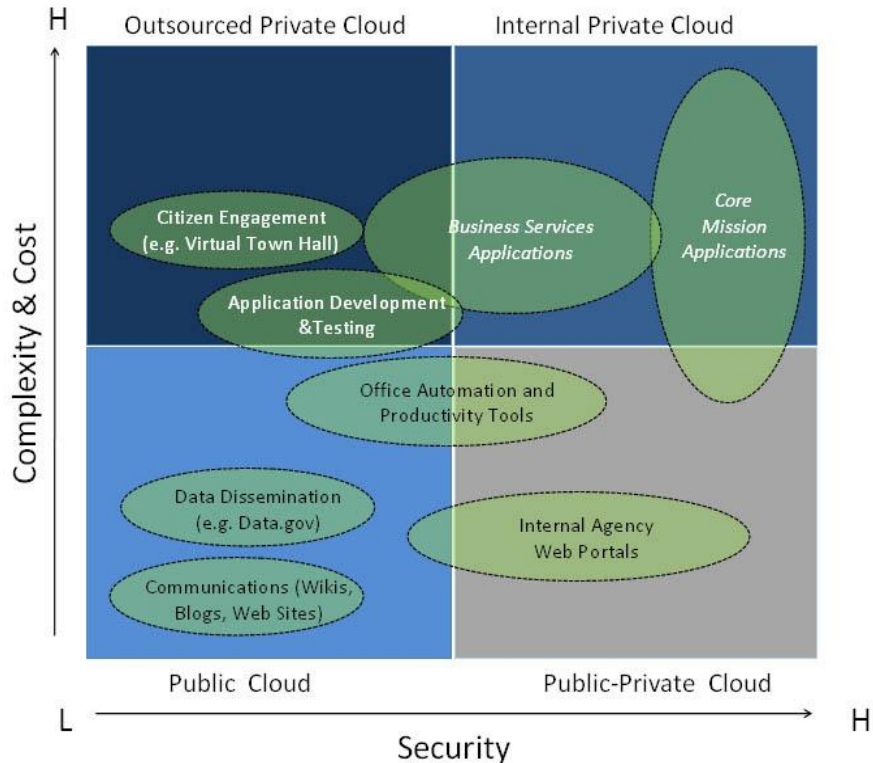 H
Outsourced Private Cloud
Internal Private Cloud
Citizen Engagement
(e.g. Virtual Town Hall)
Business Services
Applications
Core
Mission
Applications
Application Development
&Testing
Complexity & Cost
Office Automation and
Productivity Tools
Data Dissemination
(e.g. Data.gov)
Internal Agency
Web Portals
Communications (Wikis,
Blogs, Web Sites)
Public Cloud
Public-Private Cloud
L
H
Security